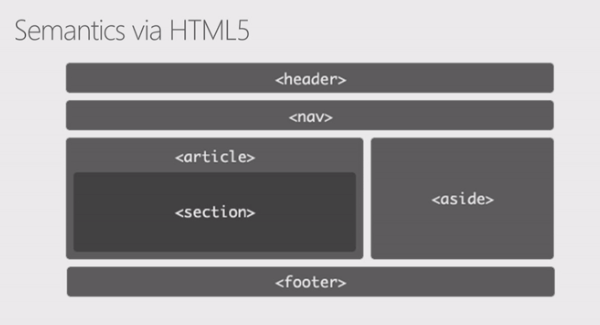 Semantics via HTML5
<header>
<nav>
<article>
<section>
<aside>
<footer>